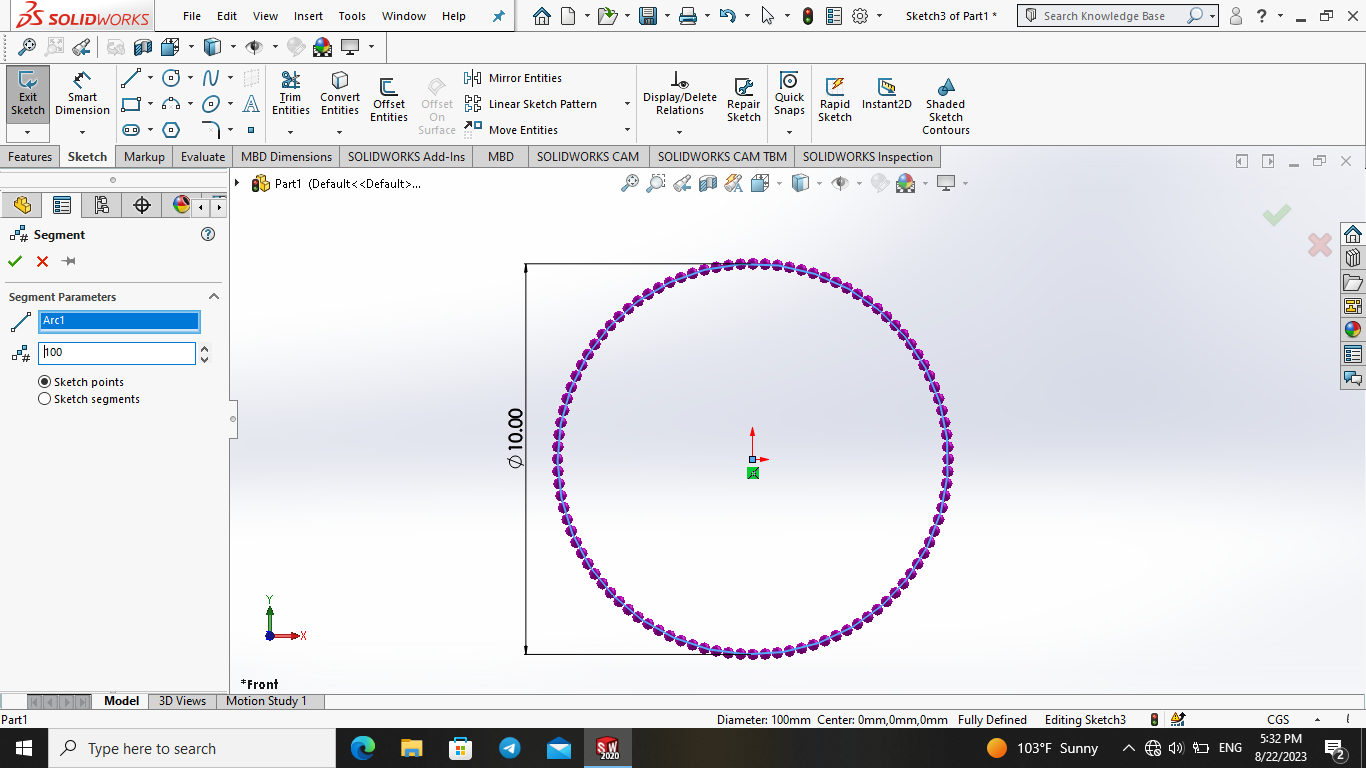 SOLIDWORKS File Edit View Insert Tools Window Help Sketch3 of Part1 * Search Knowledge Base ?
Exit Sketch
Smart Dimension
Trim Entities
Convert Entities
Offset Entities
Offset On Surface
Mirror Entities
Linear Sketch Pattern
Move Entities
Display/Delete Relations
Repair Sketch
Quick Snaps
Rapid Sketch
Instant2D
Shaded Sketch Contours
Features Sketch Markup Evaluate MBD Dimensions SOLIDWORKS Add-Ins MBD SOLIDWORKS CAM SOLIDWORKS CAM TBM SOLIDWORKS Inspection
Part1 (Default<<Default>...
Segment ?
Segment Parameters
Arc1
100
Sketch points
Sketch segments
∅ 10.00
Y
X
*Front
Model 3D Views Motion Study 1
Part1 Diameter: 100mm Center: 0mm,0mm,0mm Fully Defined Editing Sketch3 CGS
Type here to search SW 2020 103°F Sunny ENG 5:32 PM
8/22/2023 2